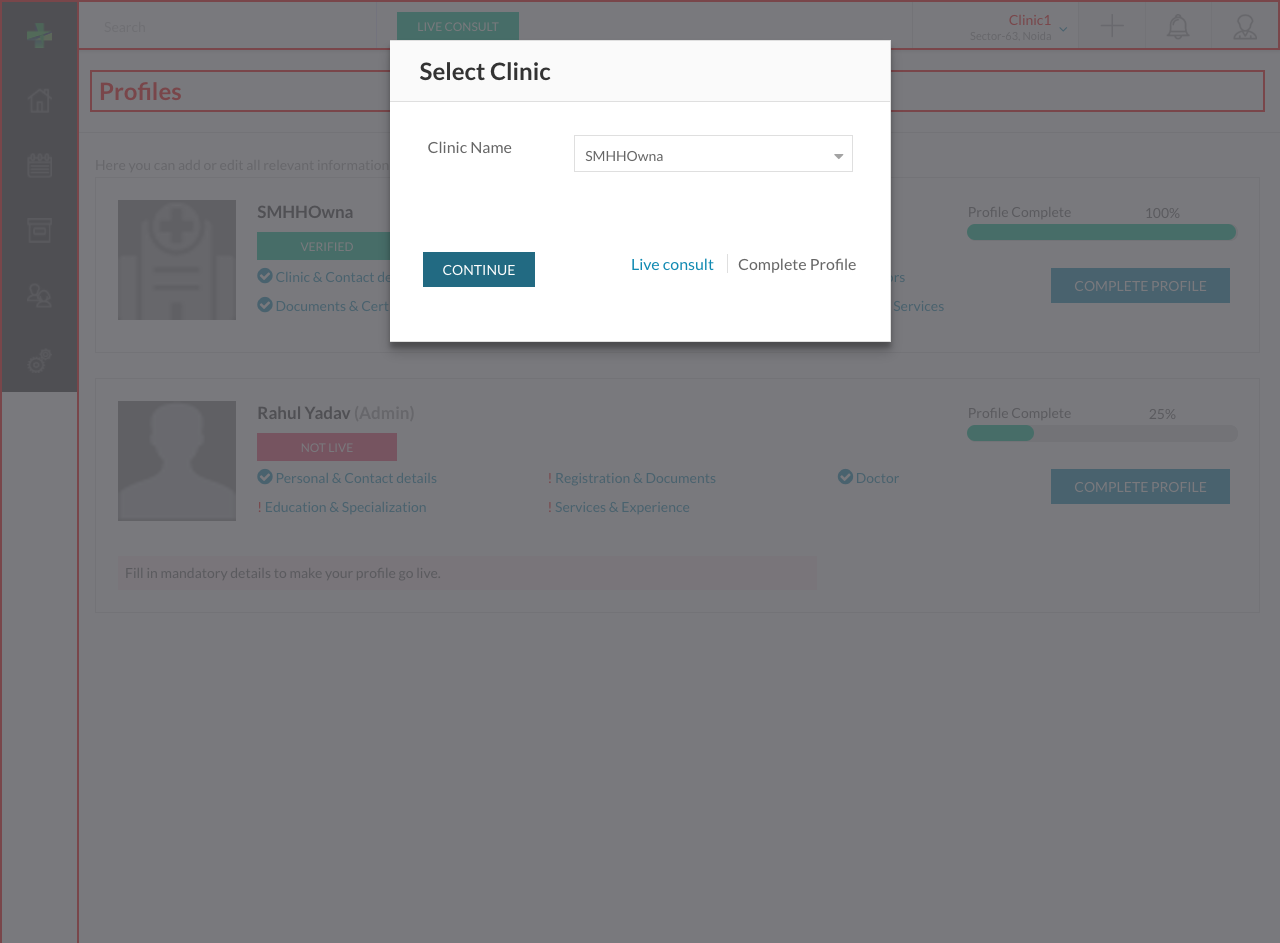 Search
LIVE CONSULT
Clinic1
Sector-63, Noida
Select Clinic
Profiles
Clinic Name
SMHHOwna
Here you can add or edit all relevant information
SMHHOwna
VERIFIED
Profile Complete
100%
CONTINUE
Live consult
Complete Profile
Clinic & Contact de
rs
Documents & Cert
Services
COMPLETE PROFILE
Rahul Yadav (Admin)
NOT LIVE
Profile Complete
25%
Personal & Contact details
! Registration & Documents
Doctor
! Education & Specialization
! Services & Experience
COMPLETE PROFILE
Fill in mandatory details to make your profile go live.